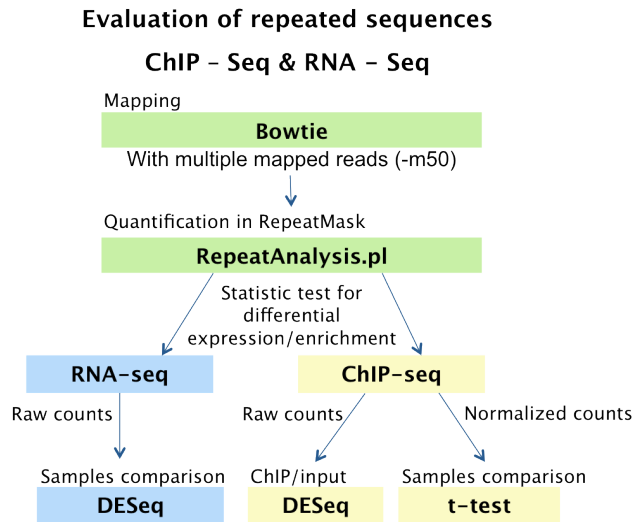 Evaluation of repeated sequences
ChIP - Seq & RNA - Seq
Mapping
Bowtie
With multiple mapped reads (-m50)
Quantification in RepeatMask
RepeatAnalysis.pl
Statistic test for
differential
expression/enrichment
RNA-seq
ChIP-seq
Raw counts
Raw counts
Normalized counts
Samples comparison
ChIP/input
Samples comparison
DESeq
DESeq
t-test